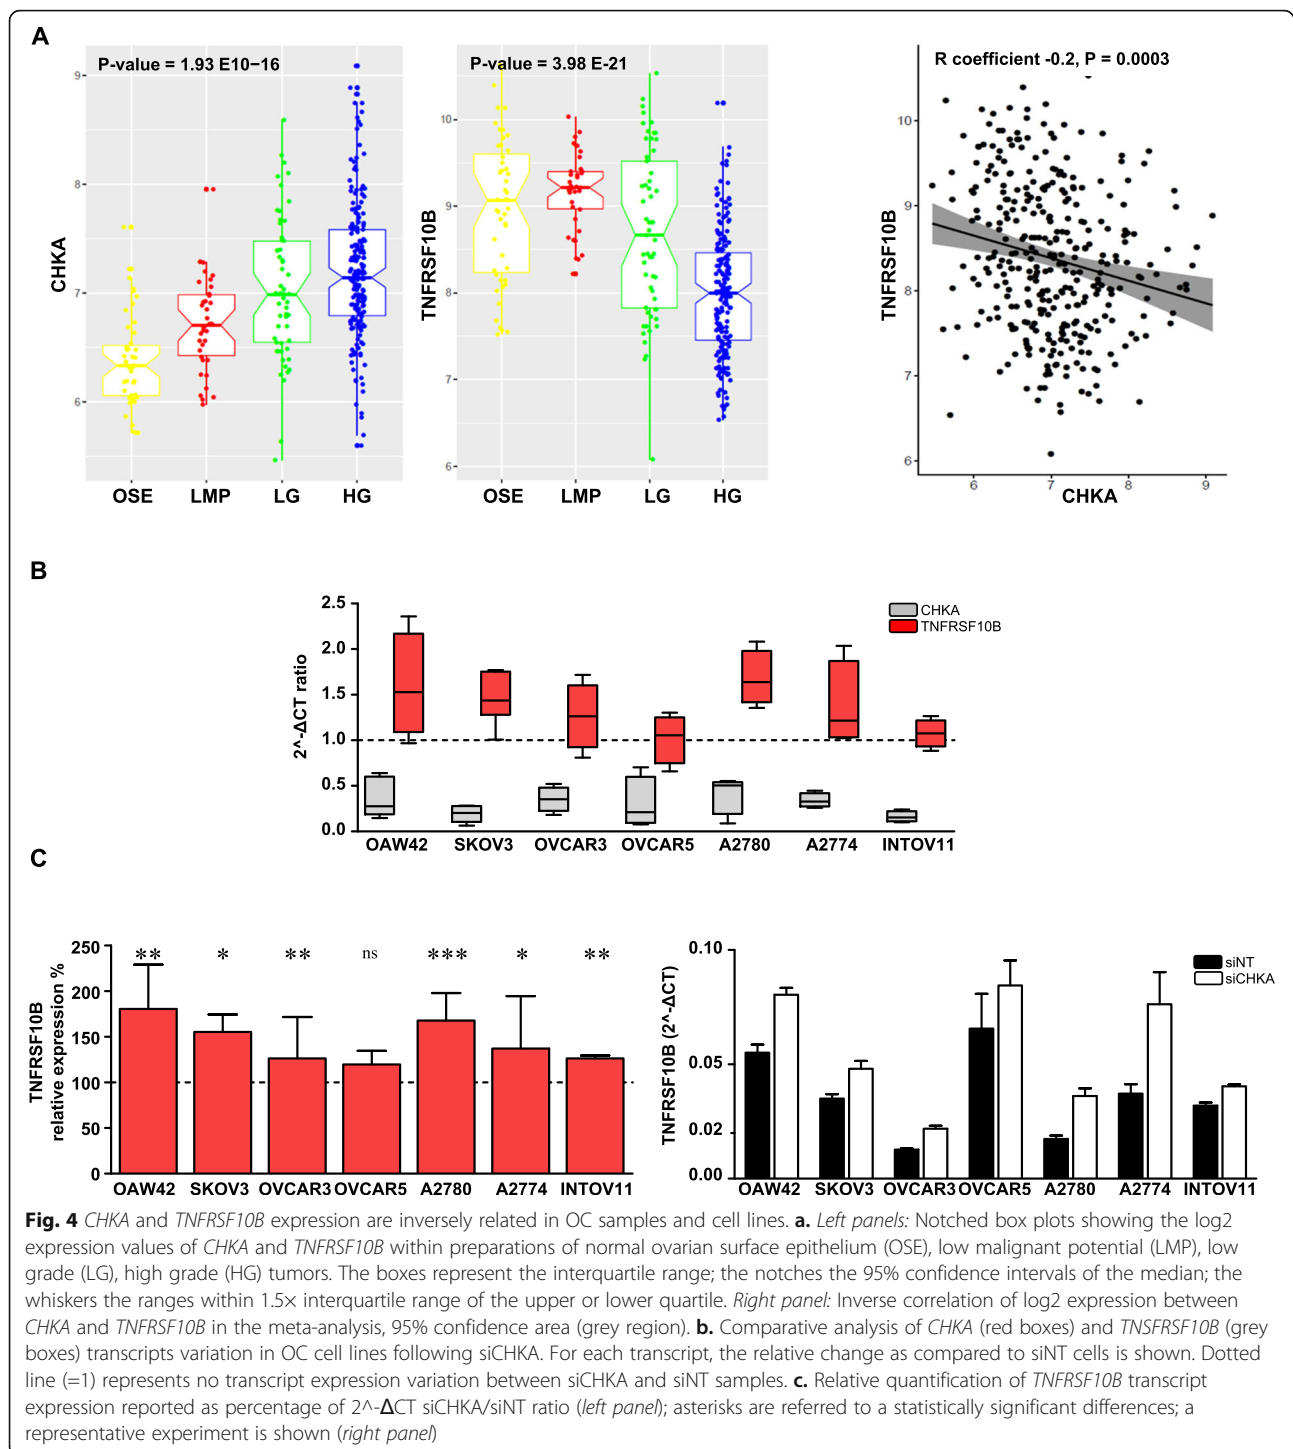 A
P-value = 1.93 E10−16
CHKA
9
8
7
6
OSE LMP LG HG
P-value = 3.98 E-21
TNFRSF10B
10
9
8
7
6
OSE LMP LG HG
R coefficient -0.2, P = 0.0003
TNFRSF10B
10
9
8
7
6
6 7 8 9
CHKA
B
2^-ΔCT ratio
2.5
2.0
1.5
1.0
0.5
0.0
CHKA
TNFRSF10B
OAW42 SKOV3 OVCAR3 OVCAR5 A2780 A2774 INTOV11
C
TNFRSF10B
relative expression %
250
200
150
100
50
0
** * ** ns *** * **
OAW42 SKOV3 OVCAR3 OVCAR5 A2780 A2774 INTOV11
TNFRSF10B (2^-ΔCT)
0.10
0.05
0.02
0.00
siNT
siCHKA
OAW42 SKOV3 OVCAR3 OVCAR5 A2780 A2774 INTOV11
Fig. 4 CHKA and TNFRSF10B expression are inversely related in OC samples and cell lines. a. Left panels: Notched box plots showing the log2
expression values of CHKA and TNFRSF10B within preparations of normal ovarian surface epithelium (OSE), low malignant potential (LMP), low
grade (LG), high grade (HG) tumors. The boxes represent the interquartile range; the notches the 95% confidence intervals of the median; the
whiskers the ranges within 1.5× interquartile range of the upper or lower quartile. Right panel: Inverse correlation of log2 expression between
CHKA and TNFRSF10B in the meta-analysis, 95% confidence area (grey region). b. Comparative analysis of CHKA (red boxes) and TNSFRSF10B (grey
boxes) transcripts variation in OC cell lines following siCHKA. For each transcript, the relative change as compared to siNT cells is shown. Dotted
line (=1) represents no transcript expression variation between siCHKA and siNT samples. c. Relative quantification of TNFRSF10B transcript
expression reported as percentage of 2^-ΔCT siCHKA/siNT ratio (left panel); asterisks are referred to a statistically significant differences; a
representative experiment is shown (right panel)